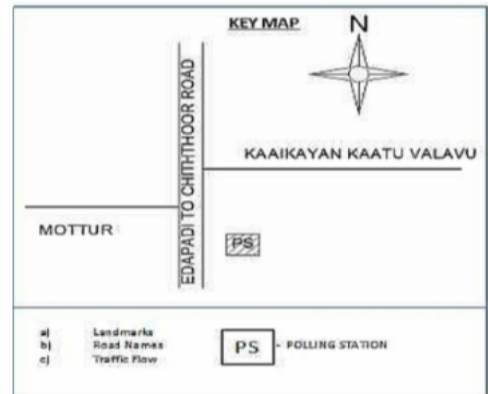 KEY MAP
N
EDAPADI TO CHITHTHOOR ROAD
KAAIKAYAN KAATU VALAVU
MOTTUR
PS
a) Landmarks
b) Road Names
c) Traffic Flow
PS - POLLING STATION